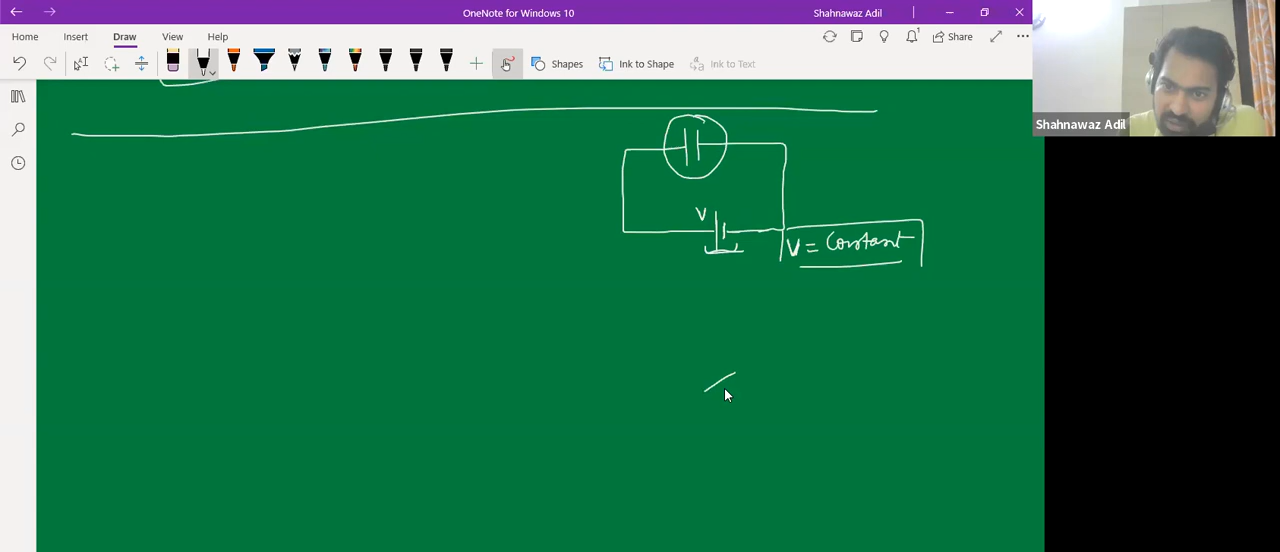 OneNote for Windows 10
Shahnawaz Adil
Home Insert Draw View Help
Share
Shapes Ink to Shape Ink to Text
Shahnawaz Adil
V
V = Constant